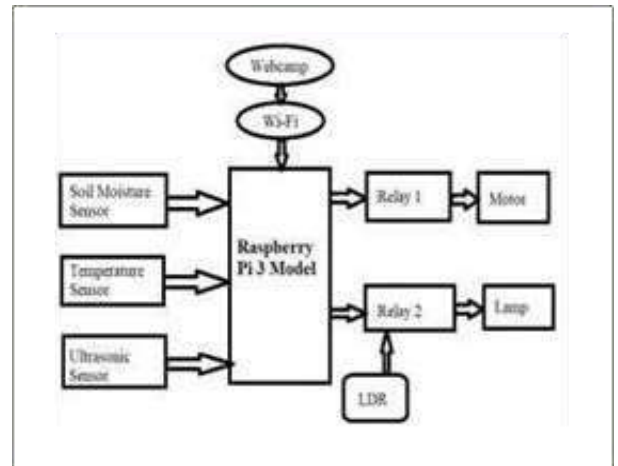 Webcamp
Wi-Fi
Soil Moisture
Sensor
Relay 1
Motor
Raspberry
Pi 3 Model
Temperature
Sensor
Relay 2
Lamp
Ultrasonic
Sensor
LDR